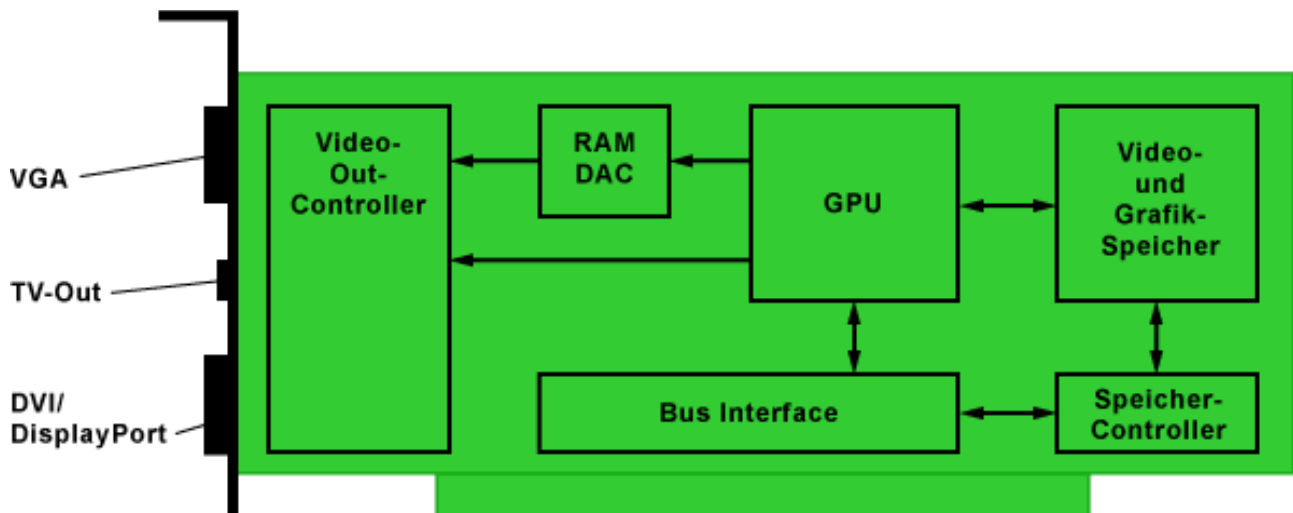 VGA
TV-Out
DVI/
DisplayPort
Video-
Out-
Controller
RAM
DAC
GPU
Video-
und
Grafik-
Speicher
Bus Interface
Speicher-
Controller